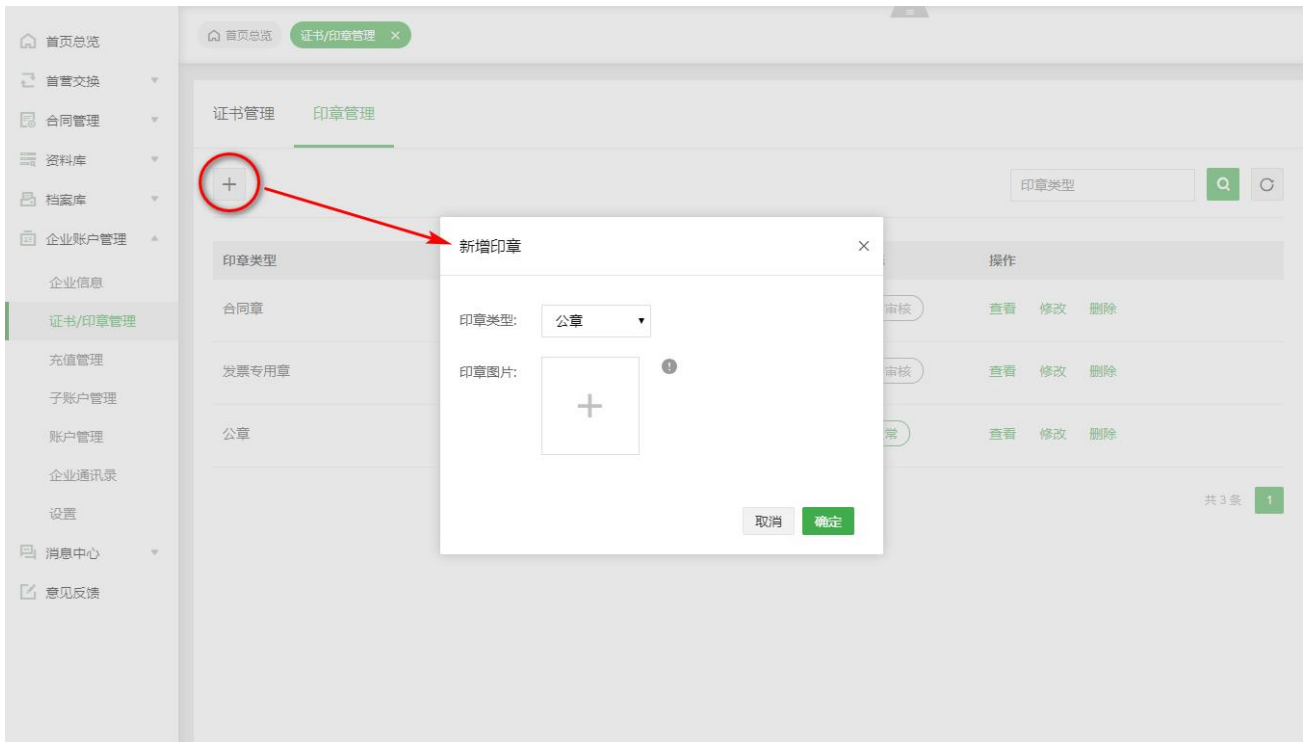 首页总览
首营交换
合同管理
资料库
档案库
企业账户管理
企业信息
证书/印章管理
充值管理
子账户管理
账户管理
企业通讯录
设置
消息中心
意见反馈
首页总览 证书/印章管理 ×
证书管理 印章管理
+ 印章类型
印章类型 操作
合同章 审核 查看 修改 删除
发票专用章 审核 查看 修改 删除
公章 常 查看 修改 删除
共 3 条 1
新增印章 ×
印章类型: 公章
印章图片:
+
取消 确定